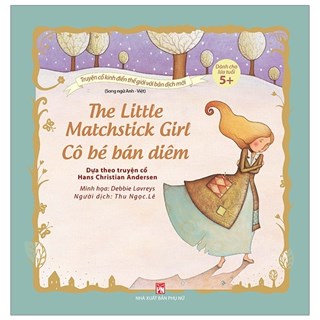 Truyện cổ kinh điển thế giới với bản dịch mới
(Song ngữ Anh - Việt)
Dành cho
lứa tuổi
5+
The Little
Matchstick Girl
Cô bé bán diêm
Dựa theo truyện cổ
Hans Christian Andersen
Minh họa: Debbie Lavreys
Người dịch: Thu Ngọc.Lê
NHÀ XUẤT BẢN PHỤ NỮ